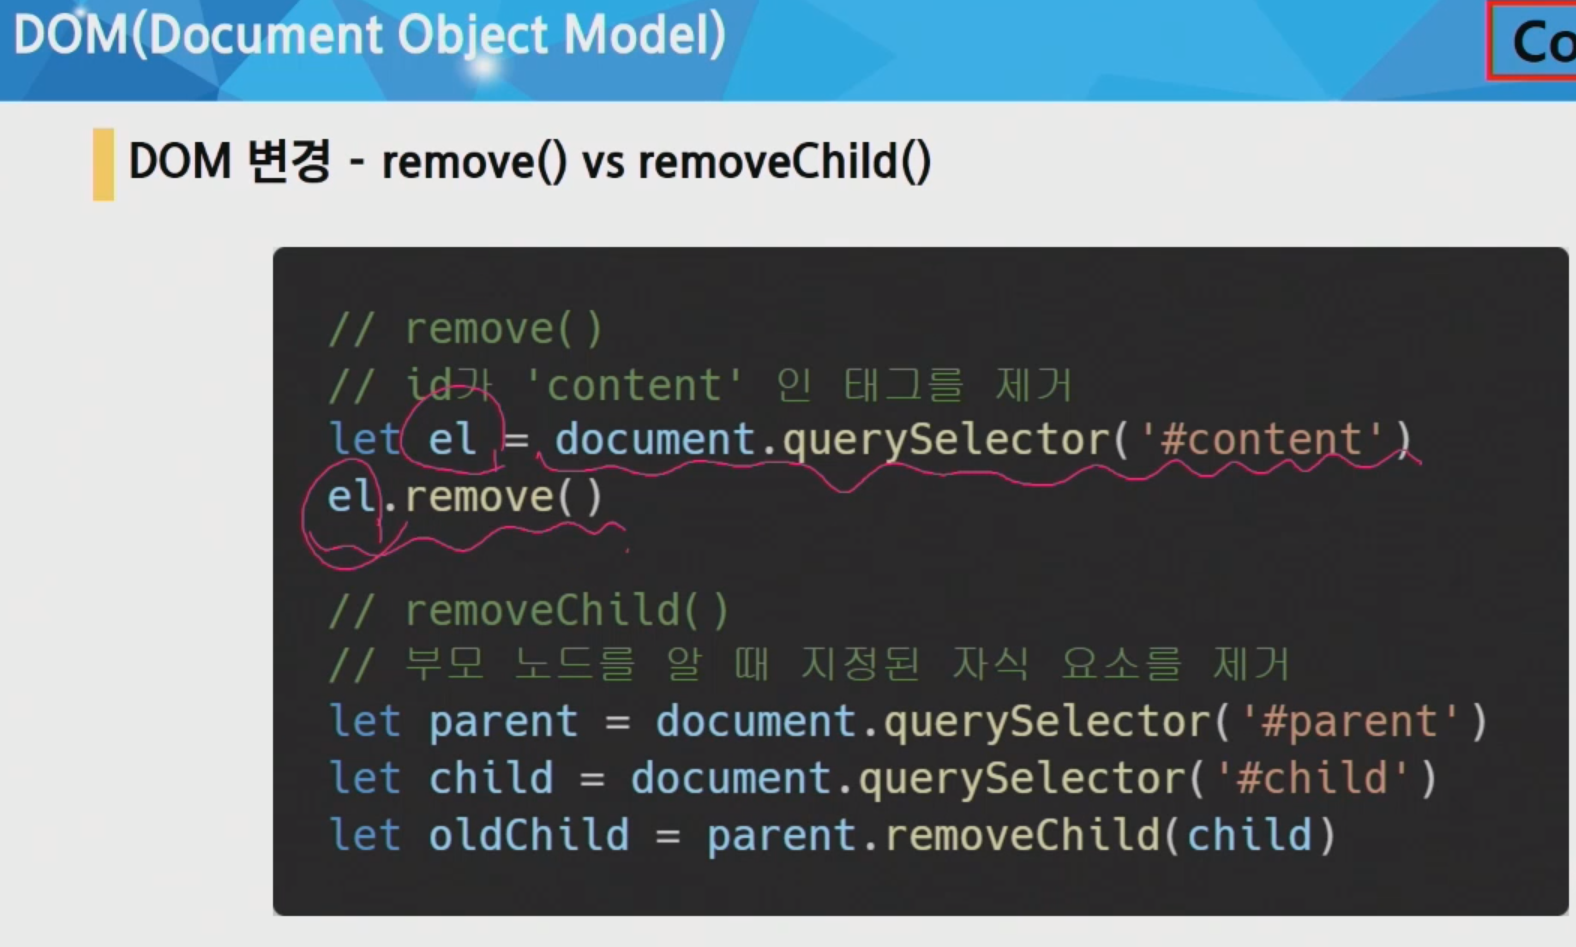 DOM(Document Object Model)
Co
DOM 변경 - remove() vs removeChild()
// remove()
// id가 'content' 인 태그를 제거
let el = document.querySelector('#content')
el.remove()
// removeChild()
// 부모 노드를 알 때 지정된 자식 요소를 제거
let parent = document.querySelector('#parent')
let child = document.querySelector('#child')
let oldChild = parent.removeChild(child)